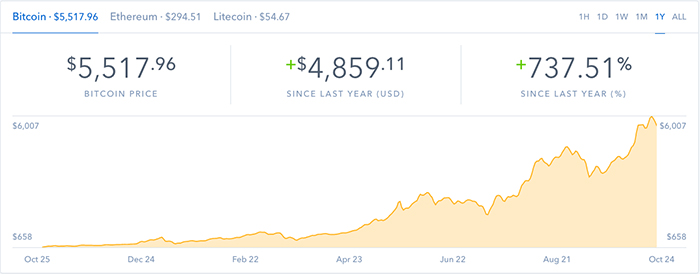 Bitcoin · $5,517.96 Ethereum · $294.51 Litecoin · $54.67 1H 1D 1W 1M 1Y ALL
$5,517.96 +$4,859.11 +737.51%
BITCOIN PRICE SINCE LAST YEAR (USD) SINCE LAST YEAR (%)
$6,007 $6,007
$658 $658
Oct 25 Dec 24 Feb 22 Apr 23 Jun 22 Aug 21 Oct 24